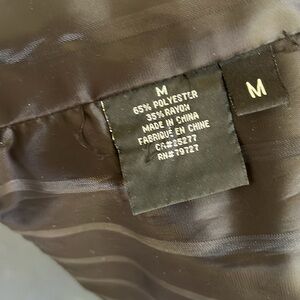 M
65% POLYESTER
35% RAYON
MADE IN CHINA
FABRIQUE EN CHINE
CA#25277
RN#79727
M